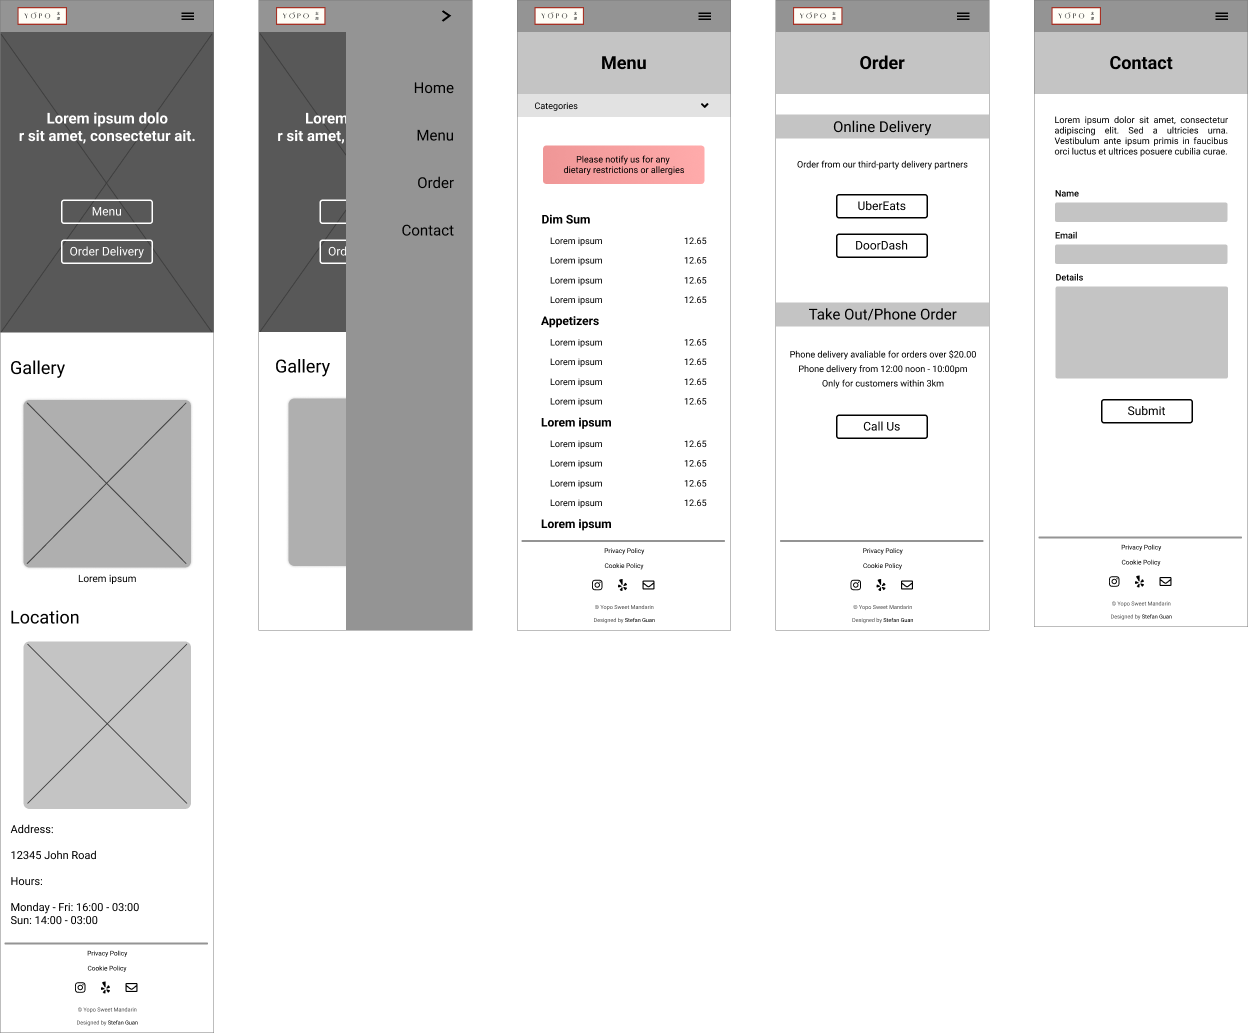 YOPO
Lorem ipsum dolo
r sit amet, consectetur ait.
Menu
Order Delivery
Gallery
Lorem ipsum
Location
Address:
12345 John Road
Hours:
Monday - Fri: 16:00 - 03:00
Sun: 14:00 - 03:00
Privacy Policy
Cookie Policy
© Yopo Sweet Mandarin
Designed by Stefan Guan
YOPO
Lorem
r sit amet,
Ord
Gallery
Home
Menu
Order
Contact
YOPO
Menu
Categories
Please notify us for any
dietary restrictions or allergies
Dim Sum
Lorem ipsum 12.65
Lorem ipsum 12.65
Lorem ipsum 12.65
Lorem ipsum 12.65
Appetizers
Lorem ipsum 12.65
Lorem ipsum 12.65
Lorem ipsum 12.65
Lorem ipsum 12.65
Lorem ipsum
Lorem ipsum 12.65
Lorem ipsum 12.65
Lorem ipsum 12.65
Lorem ipsum 12.65
Lorem ipsum
Privacy Policy
Cookie Policy
© Yopo Sweet Mandarin
Designed by Stefan Guan
YOPO
Order
Online Delivery
Order from our third-party delivery partners
UberEats
DoorDash
Take Out/Phone Order
Phone delivery avaliable for orders over $20.00
Phone delivery from 12:00 noon - 10:00pm
Only for customers within 3km
Call Us
Privacy Policy
Cookie Policy
© Yopo Sweet Mandarin
Designed by Stefan Guan
YOPO
Contact
Lorem ipsum dolor sit amet, consectetur
adipiscing elit. Sed a ultricies urna.
Vestibulum ante ipsum primis in faucibus
orci luctus et ultrices posuere cubilia curae.
Name
Email
Details
Submit
Privacy Policy
Cookie Policy
© Yopo Sweet Mandarin
Designed by Stefan Guan